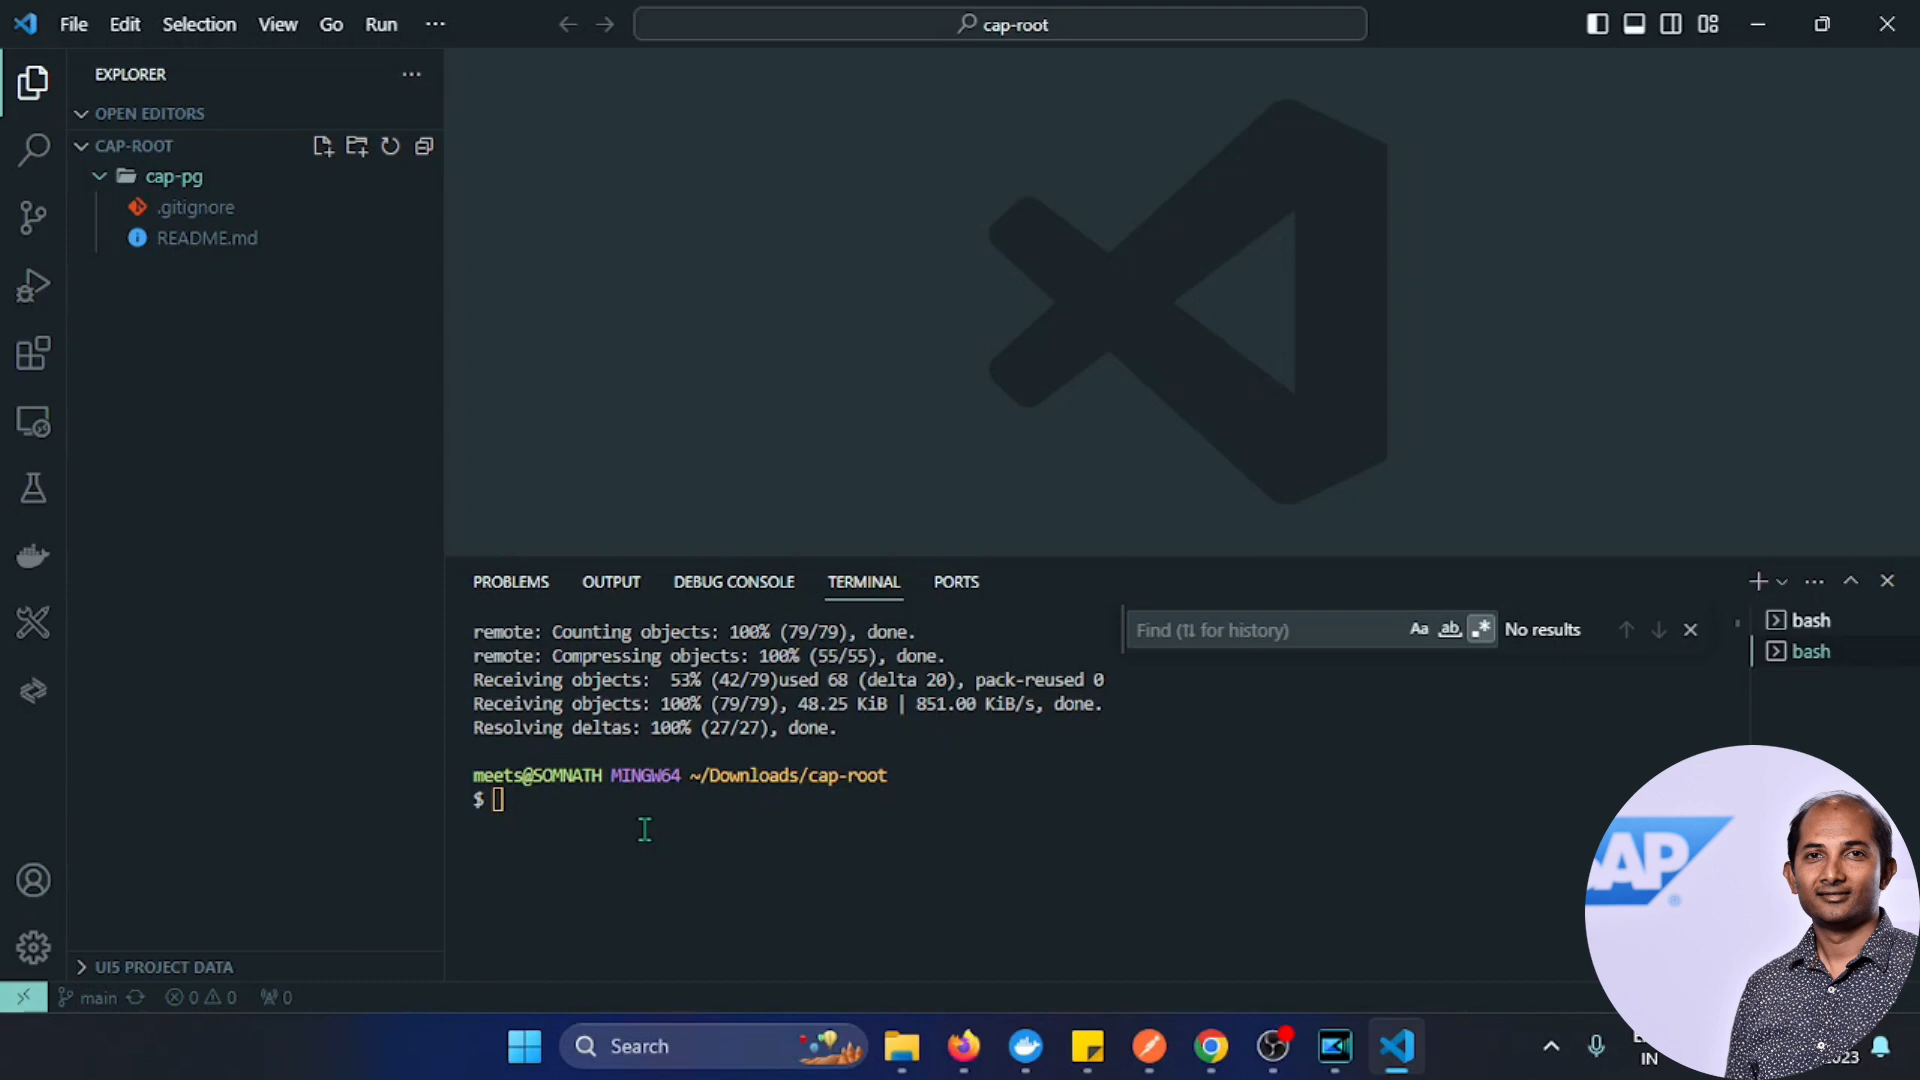 File Edit Selection View Go Run ···
cap-root
EXPLORER
OPEN EDITORS
CAP-ROOT
cap-pg
.gitignore
README.md
UI5 PROJECT DATA
PROBLEMS OUTPUT DEBUG CONSOLE TERMINAL PORTS
remote: Counting objects: 100% (79/79), done.
remote: Compressing objects: 100% (55/55), done.
Receiving objects:  53% (42/79)used 68 (delta 20), pack-reused 0
Receiving objects: 100% (79/79), 48.25 KiB | 851.00 KiB/s, done.
Resolving deltas: 100% (27/27), done.
meets@SOMNATH MINGW64 ~/Downloads/cap-root
$
Find (⇅ for history) Aa ab .* No results
bash
bash
AP
main 0 0 0
Search
IN